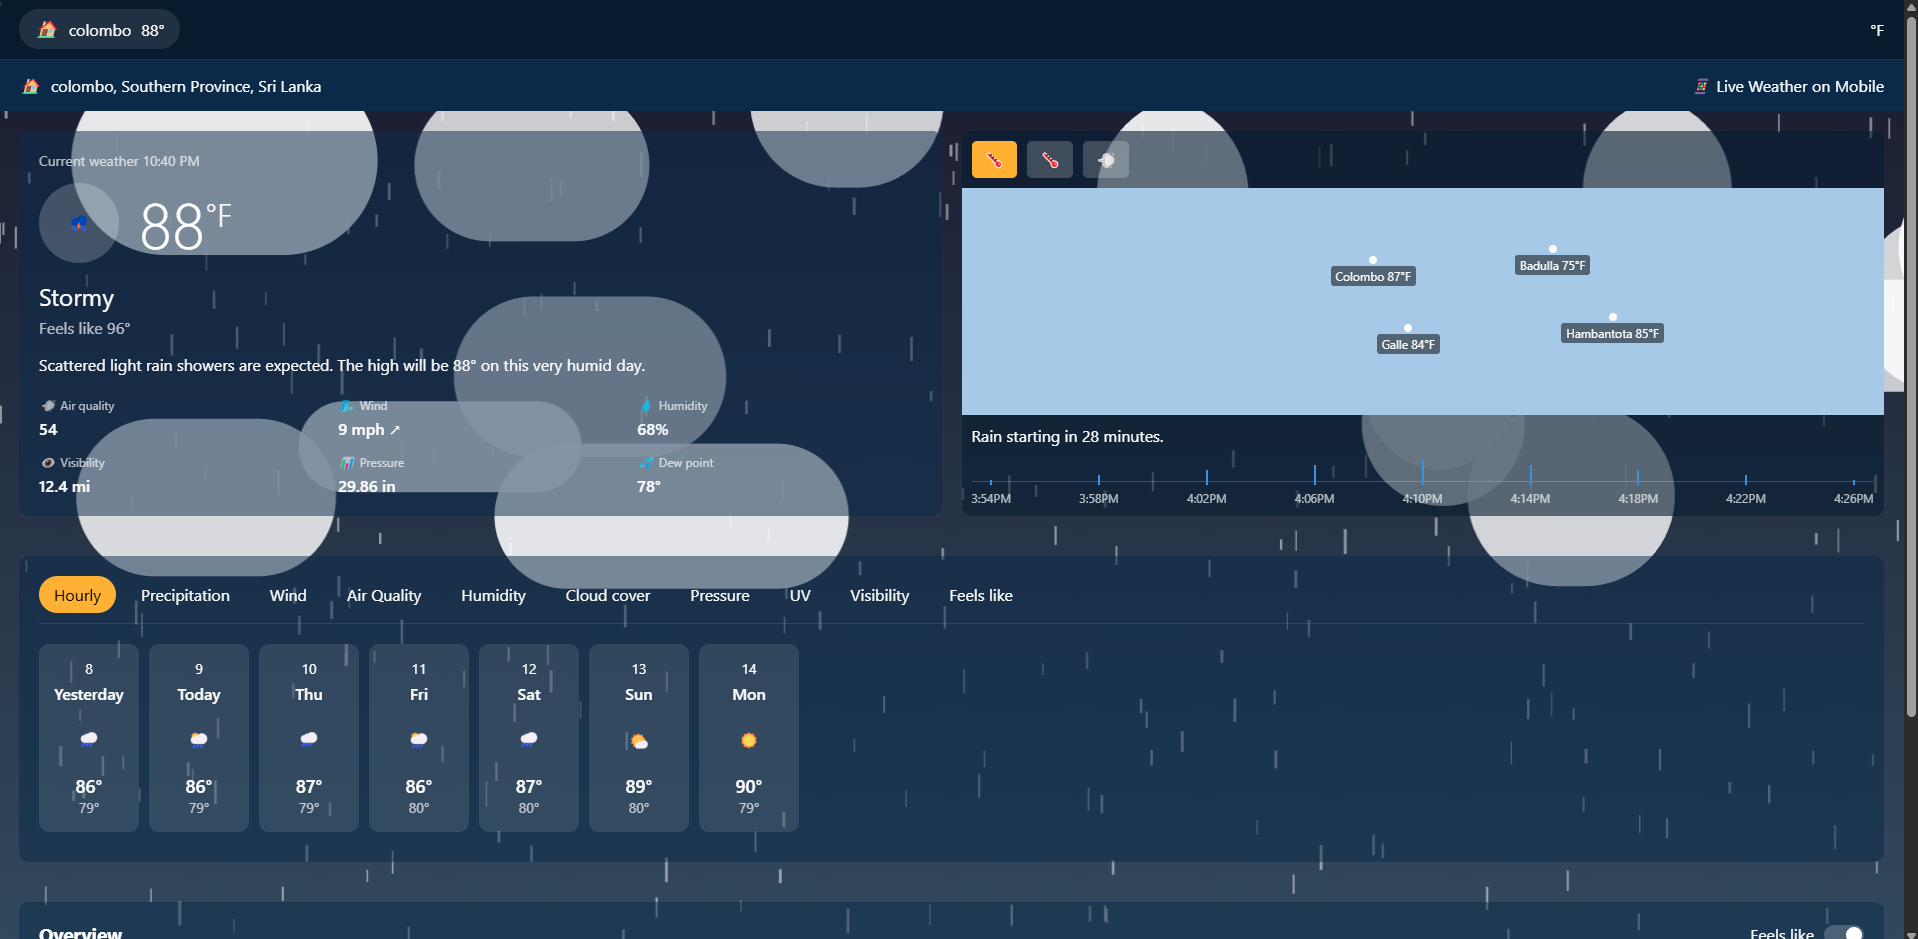 colombo 88°
°F
colombo, Southern Province, Sri Lanka
Live Weather on Mobile
Current weather 10:40 PM
88°F
Stormy
Feels like 96°
Scattered light rain showers are expected. The high will be 88° on this very humid day.
Air quality
54
Wind
9 mph ↗
Humidity
68%
Visibility
12.4 mi
Pressure
29.86 in
Dew point
78°
Colombo 87°F
Badulla 75°F
Galle 84°F
Hambantota 85°F
Rain starting in 28 minutes.
3:54PM 3:58PM 4:02PM 4:06PM 4:10PM 4:14PM 4:18PM 4:22PM 4:26PM
Hourly Precipitation Wind Air Quality Humidity Cloud cover Pressure UV Visibility Feels like
8
Yesterday
86°
79°
9
Today
86°
79°
10
Thu
87°
79°
11
Fri
86°
80°
12
Sat
87°
80°
13
Sun
89°
80°
14
Mon
90°
79°
Overview
Feels like